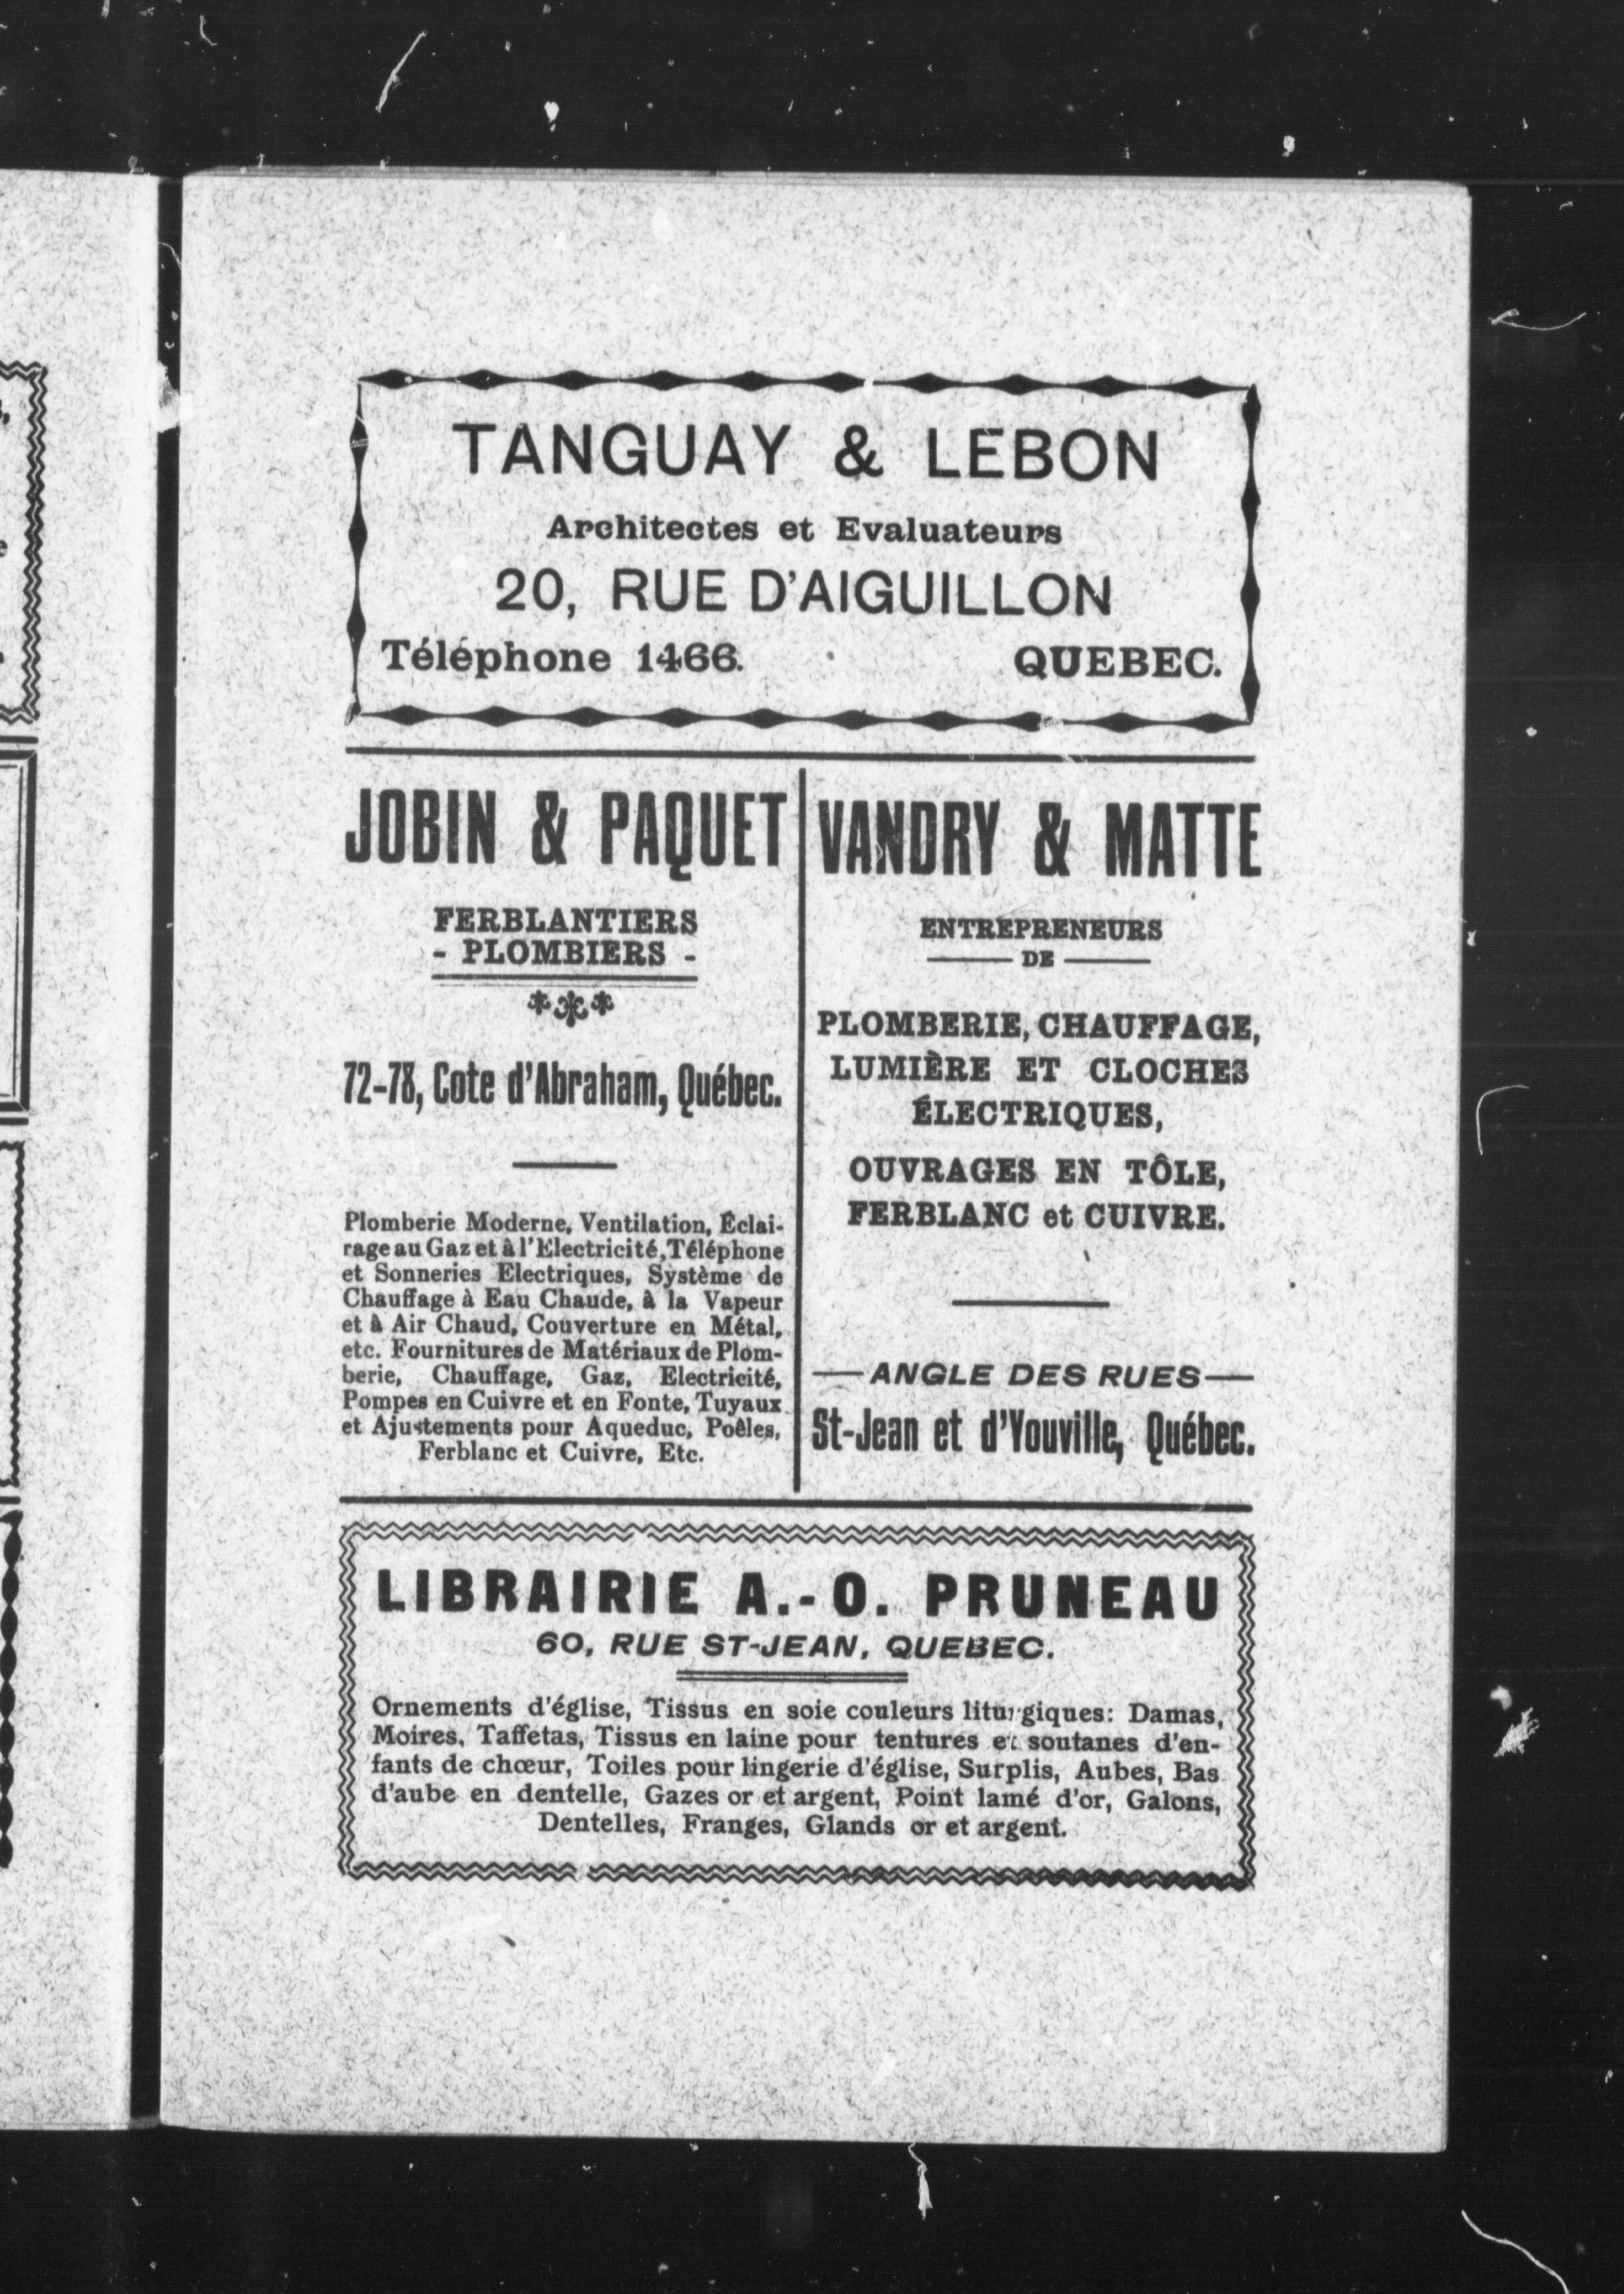 TANGUAY & LEBON
Architectes et Evaluateurs
20, RUE D'AIGUILLON
Téléphone 1466. QUEBEC.
JOBIN & PAQUET
FERBLANTIERS
- PLOMBIERS -
72-78, Cote d'Abraham, Québec.
Plomberie Moderne, Ventilation, Éclai-
rage au Gaz et à l'Electricité, Téléphone
et Sonneries Electriques, Système de
Chauffage à Eau Chaude, à la Vapeur
et à Air Chaud, Couverture en Métal,
etc. Fournitures de Matériaux de Plom-
berie, Chauffage, Gaz, Electricité,
Pompes en Cuivre et en Fonte, Tuyaux
et Ajustements pour Aqueduc, Poêles,
Ferblanc et Cuivre, Etc.
VANDRY & MATTE
ENTREPRENEURS
DE
PLOMBERIE, CHAUFFAGE,
LUMIÈRE ET CLOCHES
ÉLECTRIQUES,
OUVRAGES EN TÔLE,
FERBLANC et CUIVRE.
—ANGLE DES RUES—
St-Jean et d'Youville, Québec.
LIBRAIRIE A.-O. PRUNEAU
60, RUE ST-JEAN, QUEBEC.
Ornements d'église, Tissus en soie couleurs liturgiques: Damas,
Moires, Taffetas, Tissus en laine pour tentures et soutanes d'en-
fants de chœur, Toiles pour lingerie d'église, Surplis, Aubes, Bas
d'aube en dentelle, Gazes or et argent, Point lamé d'or, Galons,
Dentelles, Franges, Glands or et argent.